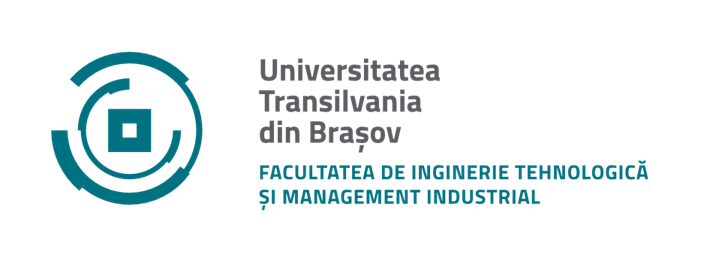 Universitatea
Transilvania
din Brașov
FACULTATEA DE INGINERIE TEHNOLOGICĂ
ȘI MANAGEMENT INDUSTRIAL